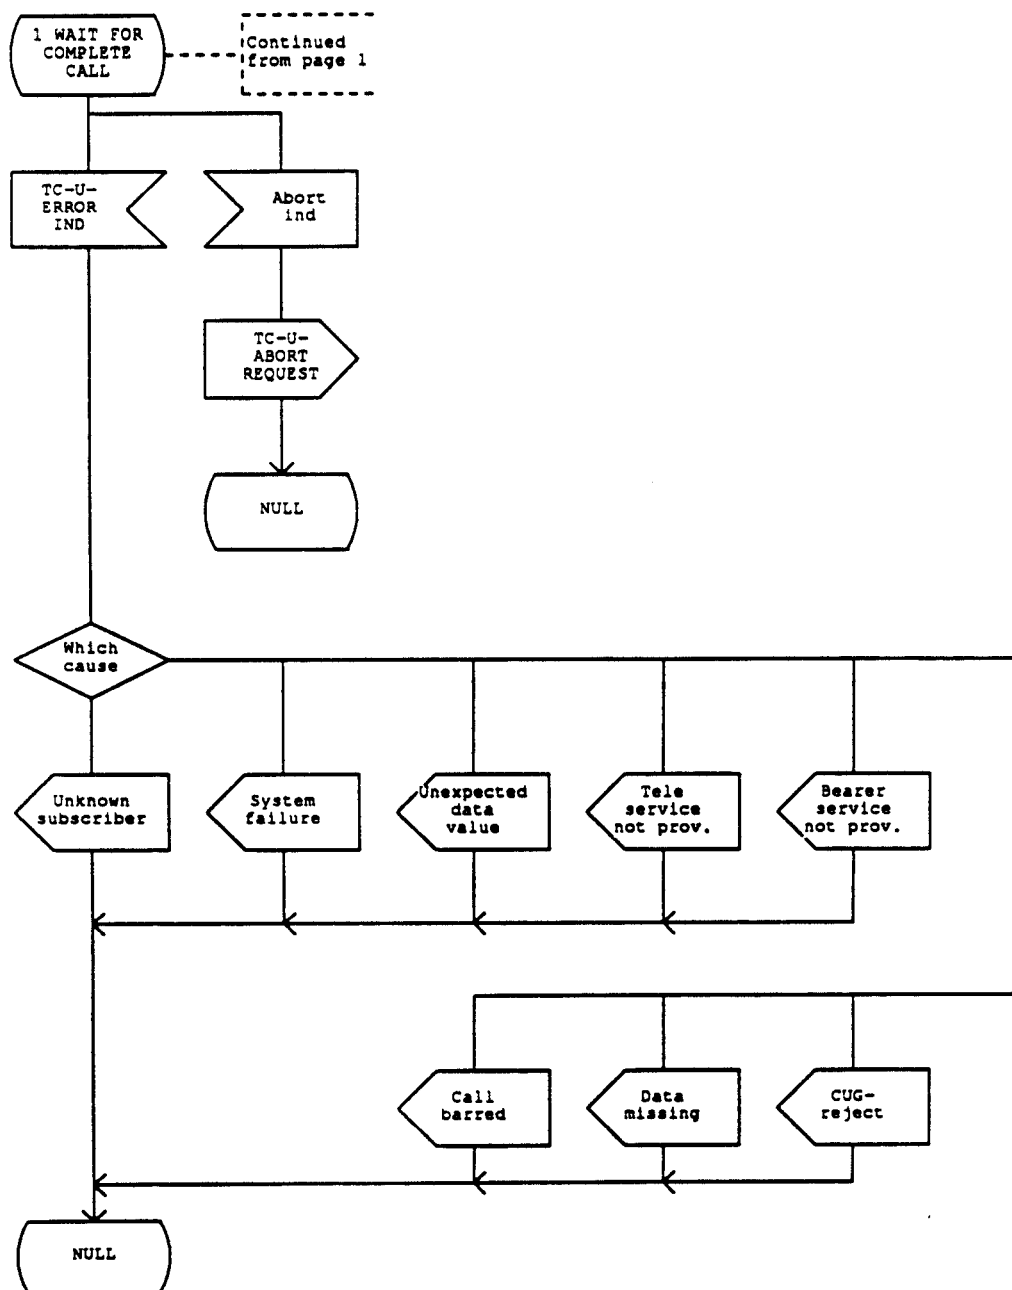 1 WAIT FOR
COMPLETE
CALL
Continued
from page 1
TC-U-
ERROR
IND
Abort
ind
TC-U-
ABORT
REQUEST
NULL
Which
cause
Unknown
subscriber
System
failure
Unexpected
data
value
Tele
service
not prov.
Bearer
service
not prov.
Call
barred
Data
missing
CUG-
reject
NULL